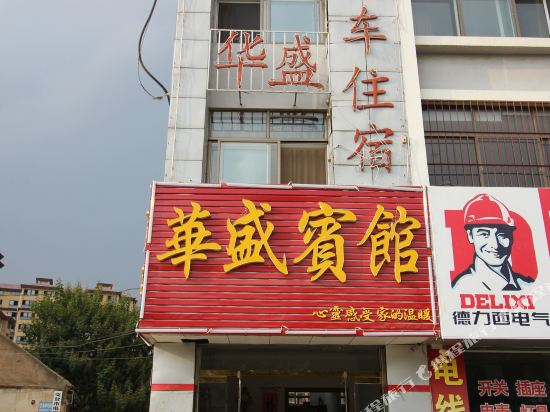 华盛
车住宿
華盛賓館
心靈感受家的温暖
DELIXI
德力西电气
电线
开关 插座